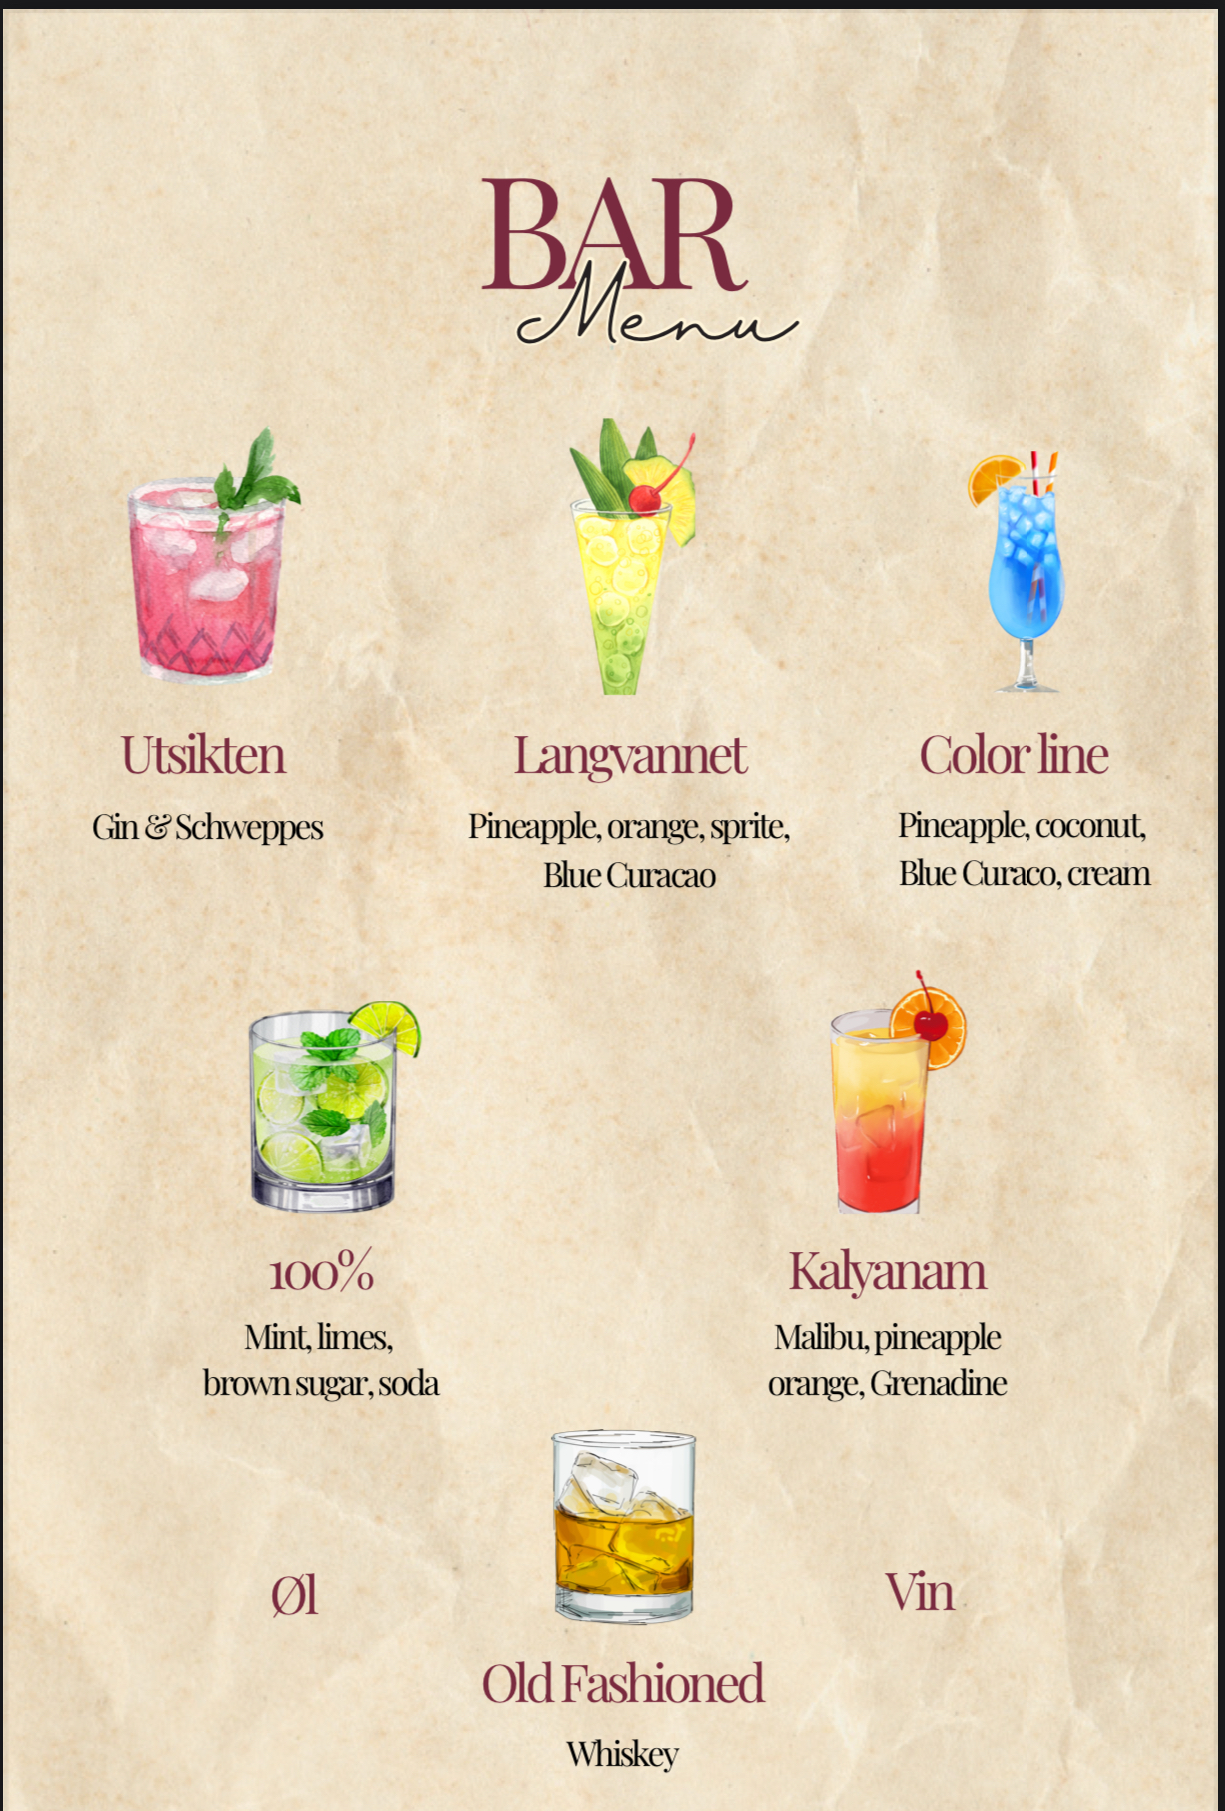 BAR
Menu
Utsikten
Gin & Schweppes
Langvannet
Pineapple, orange, sprite,
Blue Curacao
Color line
Pineapple, coconut,
Blue Curaco, cream
100%
Mint, limes,
brown sugar, soda
Kalyanam
Malibu, pineapple
orange, Grenadine
Øl
Old Fashioned
Whiskey
Vin